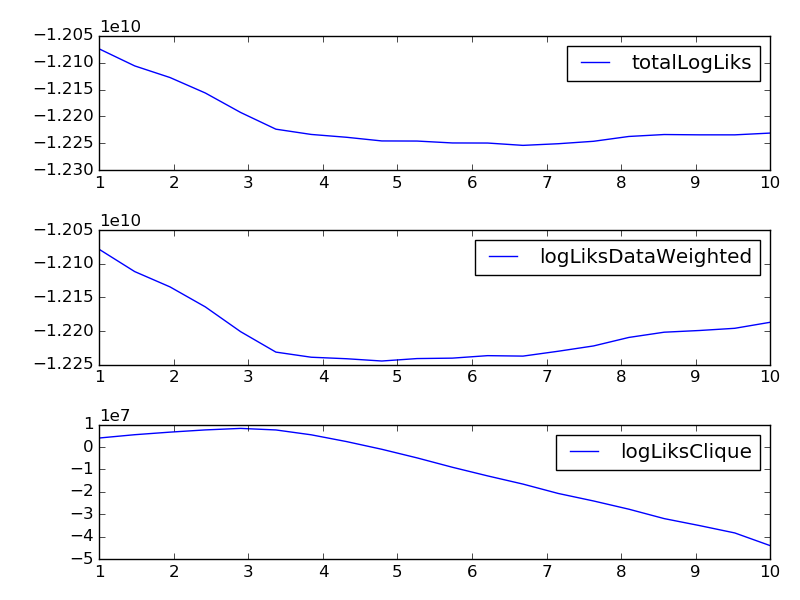 1e10
−1.205
−1.210
−1.215
−1.220
−1.225
−1.230
totalLogLiks
1 2 3 4 5 6 7 8 9 10
1e10
−1.205
−1.210
−1.215
−1.220
−1.225
logLiksDataWeighted
1 2 3 4 5 6 7 8 9 10
1e7
1
0
−1
−2
−3
−4
−5
logLiksClique
1 2 3 4 5 6 7 8 9 10